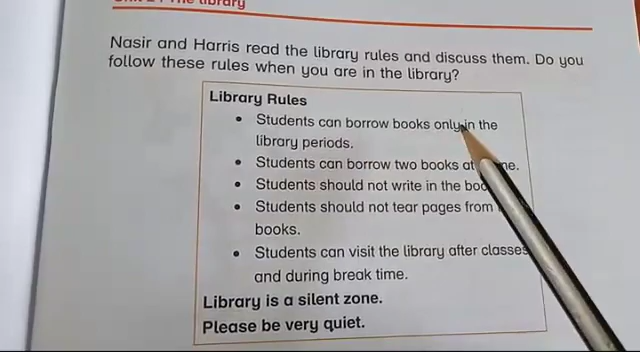 The library
Nasir and Harris read the library rules and discuss them. Do you
follow these rules when you are in the library?
Library Rules
• Students can borrow books only in the
library periods.
• Students can borrow two books at
• Students should not write in the
• Students should not tear pages from
books.
• Students can visit the library after classes
and during break time.
Library is a silent zone.
Please be very quiet.